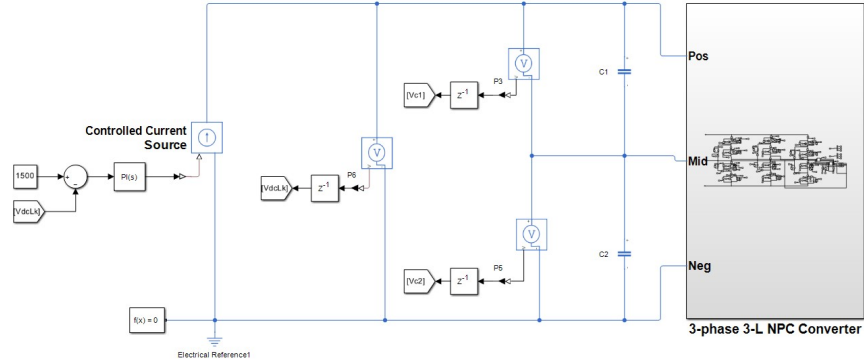 Pos
P3
C1
[Vc1]
Z-1
Controlled Current
Source
P6
Mid
1500
PI(s)
[VdcLk]
Z-1
[VdcLk]
P5
C2
[Vc2]
Z-1
Neg
f(x) = 0
3-phase 3-L NPC Converter
Electrical Reference1